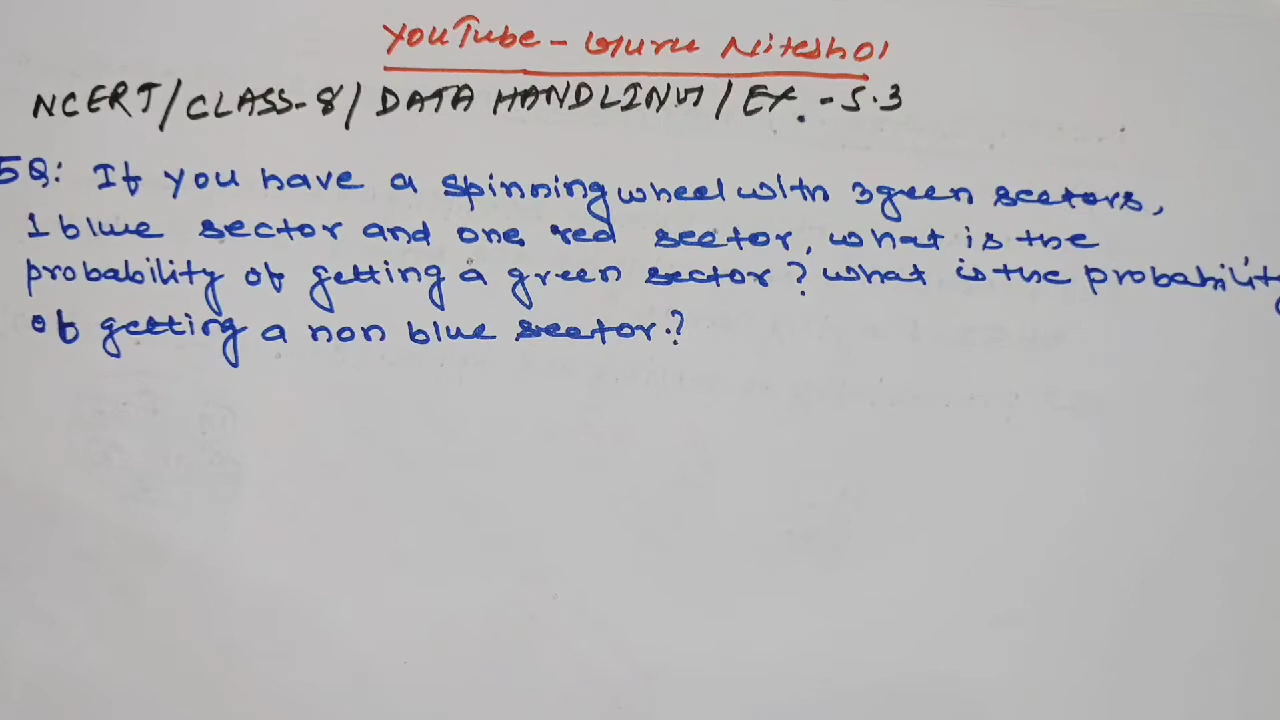 YouTube - Guru Nitesh01
NCERT/CLASS-8/DATA HANDLING/EX. - 5.3
5Q: If you have a spinning wheel with 3 green sectors,
1 blue sector and one red sector, what is the
probability of getting a green sector? what is the probability
of getting a non blue sector.?